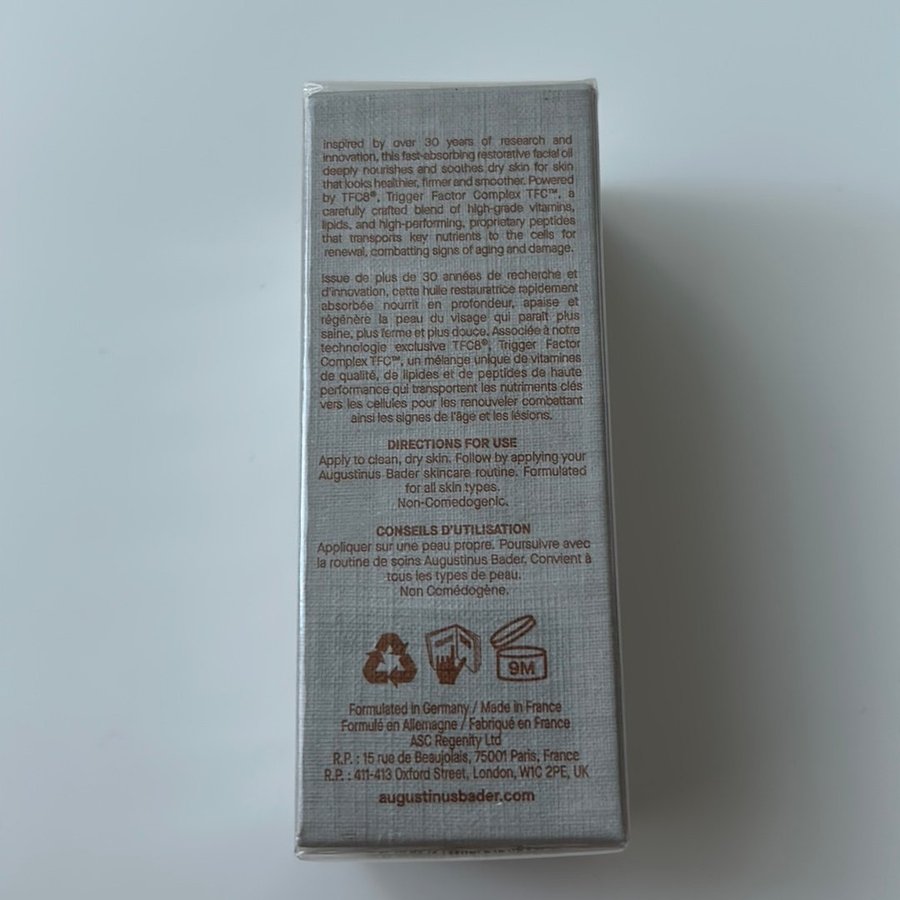 Inspired by over 30 years of research and
innovation, this fast-absorbing restorative facial oil
deeply nourishes and soothes dry skin for skin
that looks healthier, firmer and smoother. Powered
by TFC8®, Trigger Factor Complex TFC™, a
carefully crafted blend of high-grade vitamins,
lipids, and high-performing, proprietary peptides
that transports key nutrients to the cells for
renewal, combatting signs of aging and damage.
Issue de plus de 30 années de recherche et
d'innovation, cette huile restauratrice rapidement
absorbée nourrit en profondeur, apaise et
régénère la peau du visage qui paraît plus
saine, plus ferme et plus douce. Associée à notre
technologie exclusive TFC8®, Trigger Factor
Complex TFC™, un mélange unique de vitamines
de qualité, de lipides et de peptides de haute
performance qui transportent les nutriments clés
vers les cellules pour les renouveler combattant
ainsi les signes de l'âge et les lésions.
DIRECTIONS FOR USE
Apply to clean, dry skin. Follow by applying your
Augustinus Bader skincare routine. Formulated
for all skin types.
Non-Comedogenic.
CONSEILS D'UTILISATION
Appliquer sur une peau propre. Poursuivre avec
la routine de soins Augustinus Bader. Convient à
tous les types de peau.
Non Comédogène.
9M
Formulated in Germany / Made in France
Formulé en Allemagne / Fabriqué en France
ASC Regenity Ltd
R.P. : 15 rue de Beaujolais, 75001 Paris, France
R.P. : 411-413 Oxford Street, London, W1C 2PE, UK
augustinusbader.com